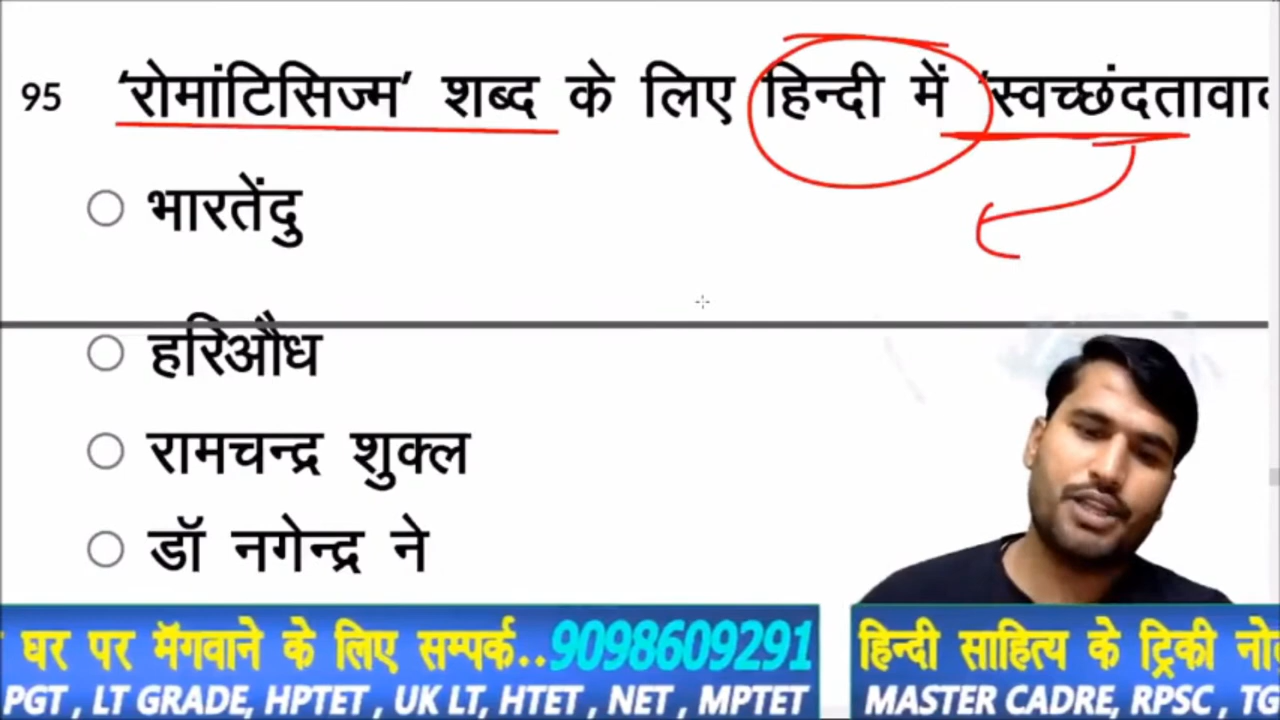 95 ‘रोमांटिसिज्म’ शब्द के लिए हिन्दी में ‘स्वच्छंदतावाद
भारतेंदु
हरिऔध
रामचन्द्र शुक्ल
डॉ नगेन्द्र ने
घर पर मॅगवाने के लिए सम्पर्क..9098609291
हिन्दी साहित्य के ट्रिकी नोट
PGT , LT GRADE, HPTET , UK LT, HTET , NET , MPTET
MASTER CADRE, RPSC , TG